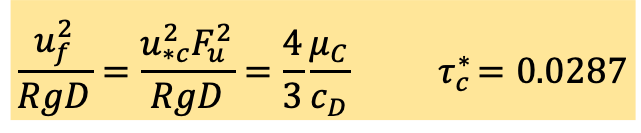 u_f^2/RgD = u_{*c}^2 F_u^2/RgD = 4/3 μ_C/c_D    τ_c^* = 0.0287